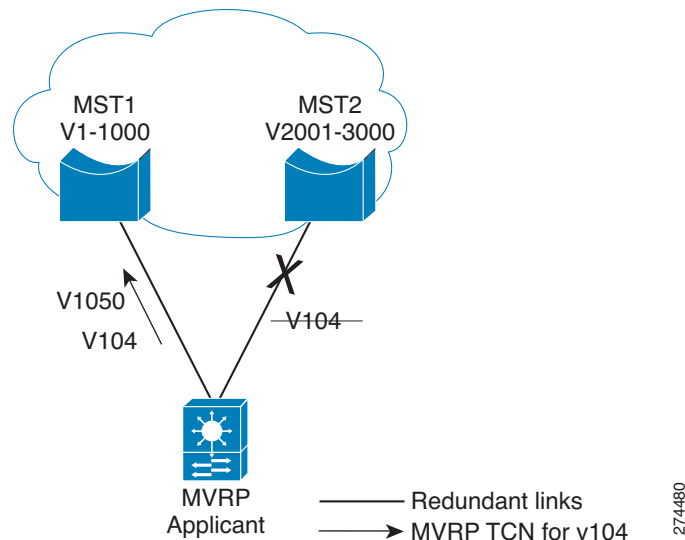 MST1
V1-1000
MST2
V2001-3000
V1050
V104
V104
MVRP
Applicant
Redundant links
MVRP TCN for v104
274480